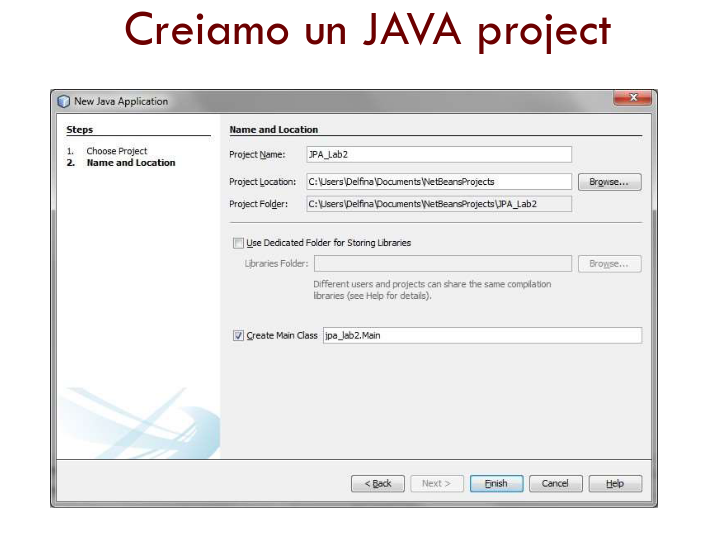 Creiamo un JAVA project
New Java Application
Steps
1. Choose Project
2. Name and Location
Name and Location
Project Name: JPA_Lab2
Project Location: C:\Users\Delfina\Documents\NetBeansProjects Browse...
Project Folder: C:\Users\Delfina\Documents\NetBeansProjects\JPA_Lab2
Use Dedicated Folder for Storing Libraries
Libraries Folder: Browse...
Different users and projects can share the same compilation
libraries (see Help for details).
Create Main Class jpa_lab2.Main
< Back Next > Finish Cancel Help